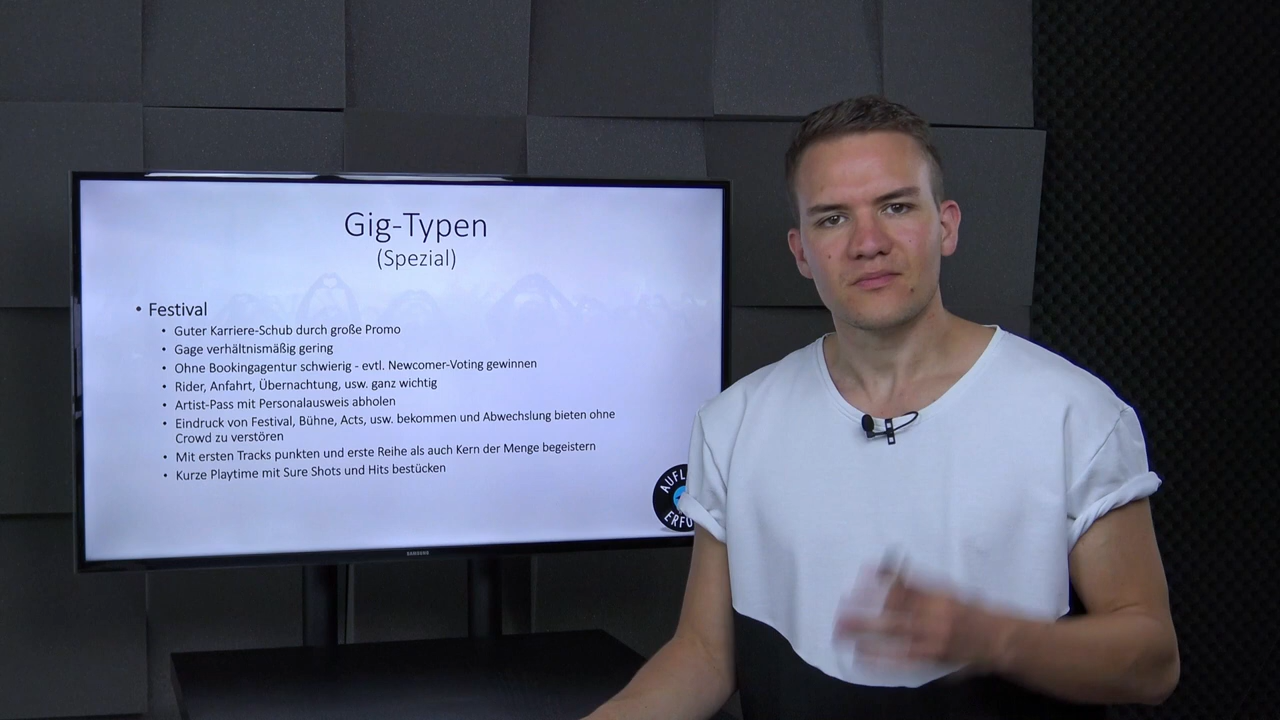 Gig-Typen
(Spezial)
• Festival
• Guter Karriere-Schub durch große Promo
• Gage verhältnismäßig gering
• Ohne Bookingagentur schwierig - evtl. Newcomer-Voting gewinnen
• Rider, Anfahrt, Übernachtung, usw. ganz wichtig
• Artist-Pass mit Personalausweis abholen
• Eindruck von Festival, Bühne, Acts, usw. bekommen und Abwechslung bieten ohne
Crowd zu verstören
• Mit ersten Tracks punkten und erste Reihe als auch Kern der Menge begeistern
• Kurze Playtime mit Sure Shots und Hits bestücken
AUFL
ERFO
SAMSUNG